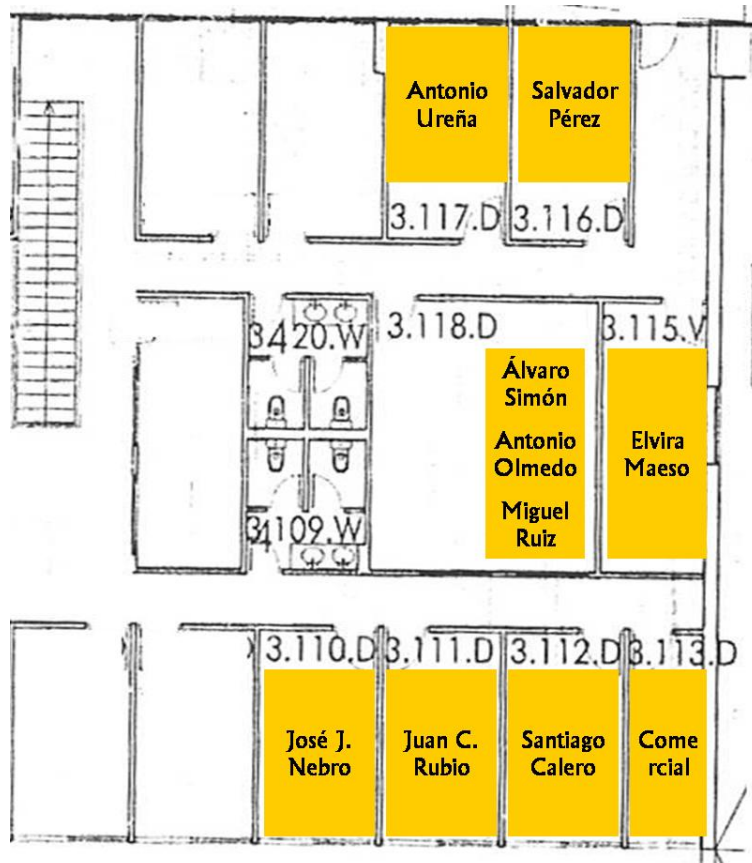 Antonio
Ureña
Salvador
Pérez
3.117.D
3.116.D
3.118.D
3.115.V
Álvaro
Simón
Antonio
Olmedo
Miguel
Ruiz
Elvira
Maeso
3.110.D
3.111.D
3.112.D
3.113.D
José J.
Nebro
Juan C.
Rubio
Santiago
Calero
Come
rcial